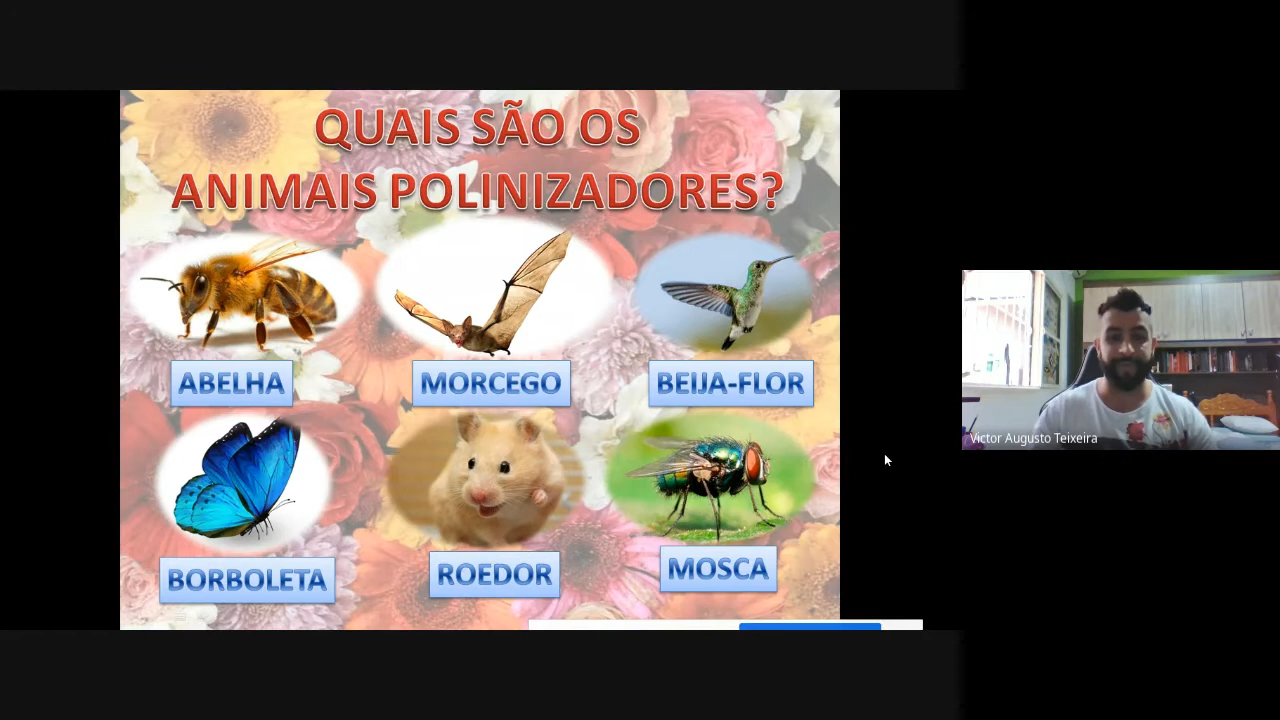 QUAIS SÃO OS
ANIMAIS POLINIZADORES?
ABELHA
MORCEGO
BEIJA-FLOR
BORBOLETA
ROEDOR
MOSCA
Victor Augusto Teixeira